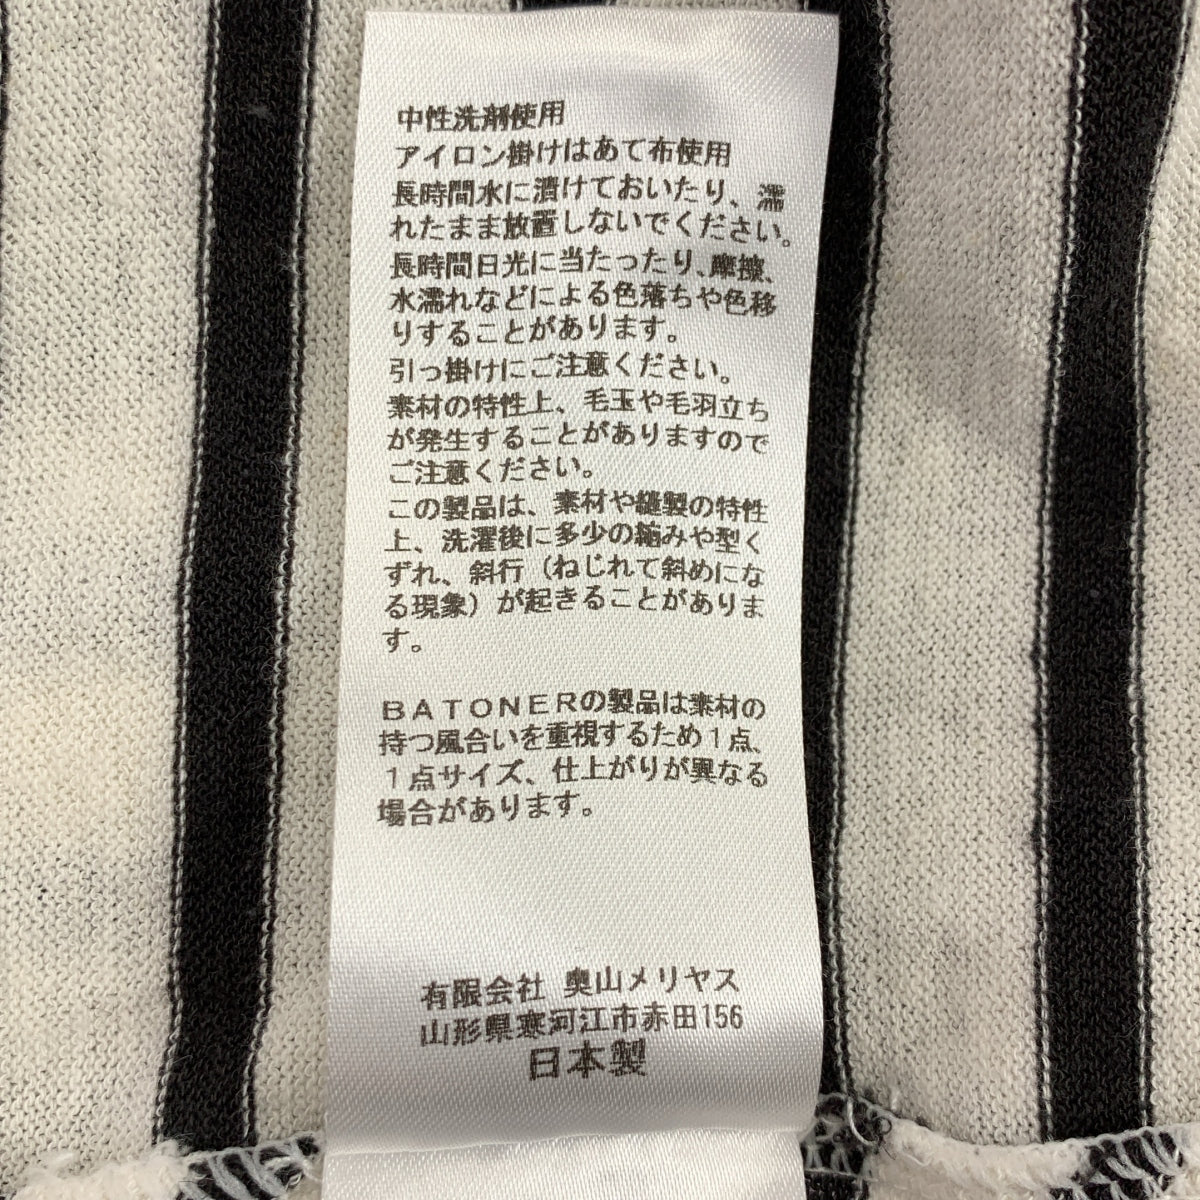 中性洗剤使用
アイロン掛けはあて布使用
長時間水に漬けておいたり、濡
れたまま放置しないでください。
長時間日光に当たったり､摩擦、
水濡れなどによる色落ちや色移
りすることがあります。
引っ掛けにご注意ください。
素材の特性上、毛玉や毛羽立ち
が発生することがありますので
ご注意ください。
この製品は、素材や縫製の特性
上、洗濯後に多少の縮みや型く
ずれ、斜行（ねじれて斜めにな
る現象）が起きることがありま
す。
ＢＡＴＯＮＥＲの製品は素材の
持つ風合いを重視するため１点、
１点サイズ、仕上がりが異なる
場合があります。
有限会社 奥山メリヤス
山形県寒河江市赤田156
日本製